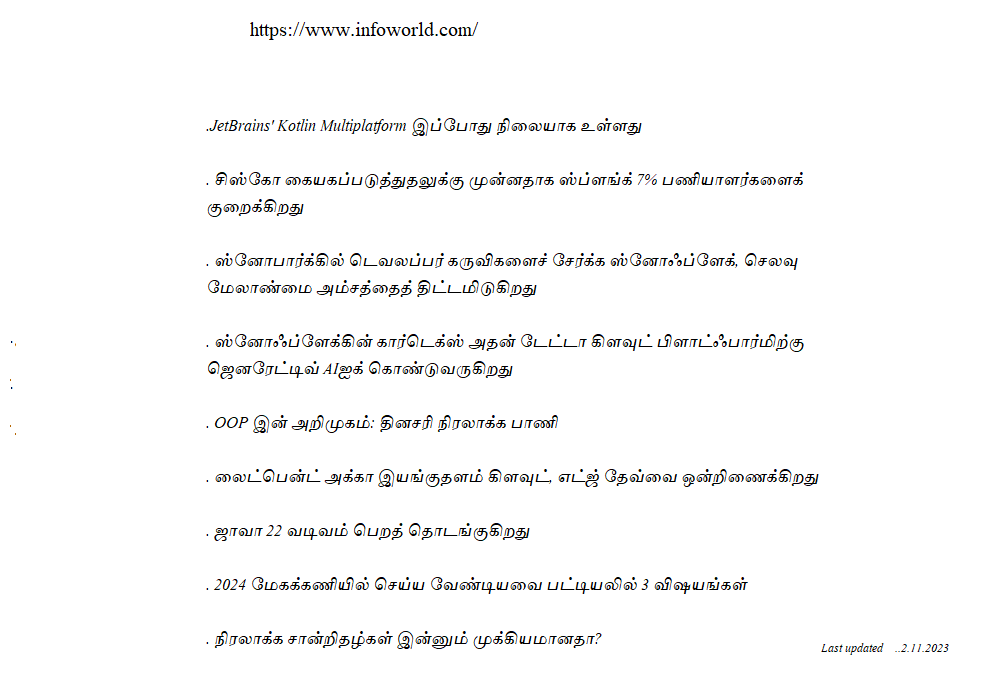 https://www.infoworld.com/
.JetBrains' Kotlin Multiplatform இப்போது நிலையாக உள்ளது
. சிஸ்கோ கையகப்படுத்துதலுக்கு முன்னதாக ஸ்ப்ளங்க் 7% பணியாளர்களைக்
குறைக்கிறது
. ஸ்னோபார்க்கில் டெவலப்பர் கருவிகளைச் சேர்க்க ஸ்னோஃப்ளேக், செலவு
மேலாண்மை அம்சத்தைத் திட்டமிடுகிறது
. ஸ்னோஃப்ளேக்கின் கார்டெக்ஸ் அதன் டேட்டா கிளவுட் பிளாட்ஃபார்மிற்கு
ஜெனரேட்டிவ் AIஐக் கொண்டுவருகிறது
. OOP இன் அறிமுகம்: தினசரி நிரலாக்க பாணி
. லைட்பென்ட் அக்கா இயங்குதளம் கிளவுட், எட்ஜ் தேவ்வை ஒன்றிணைக்கிறது
. ஜாவா 22 வடிவம் பெறத் தொடங்குகிறது
. 2024 மேகக்கணியில் செய்ய வேண்டியவை பட்டியலில் 3 விஷயங்கள்
. நிரலாக்க சான்றிதழ்கள் இன்னும் முக்கியமானதா?
Last updated ..2.11.2023